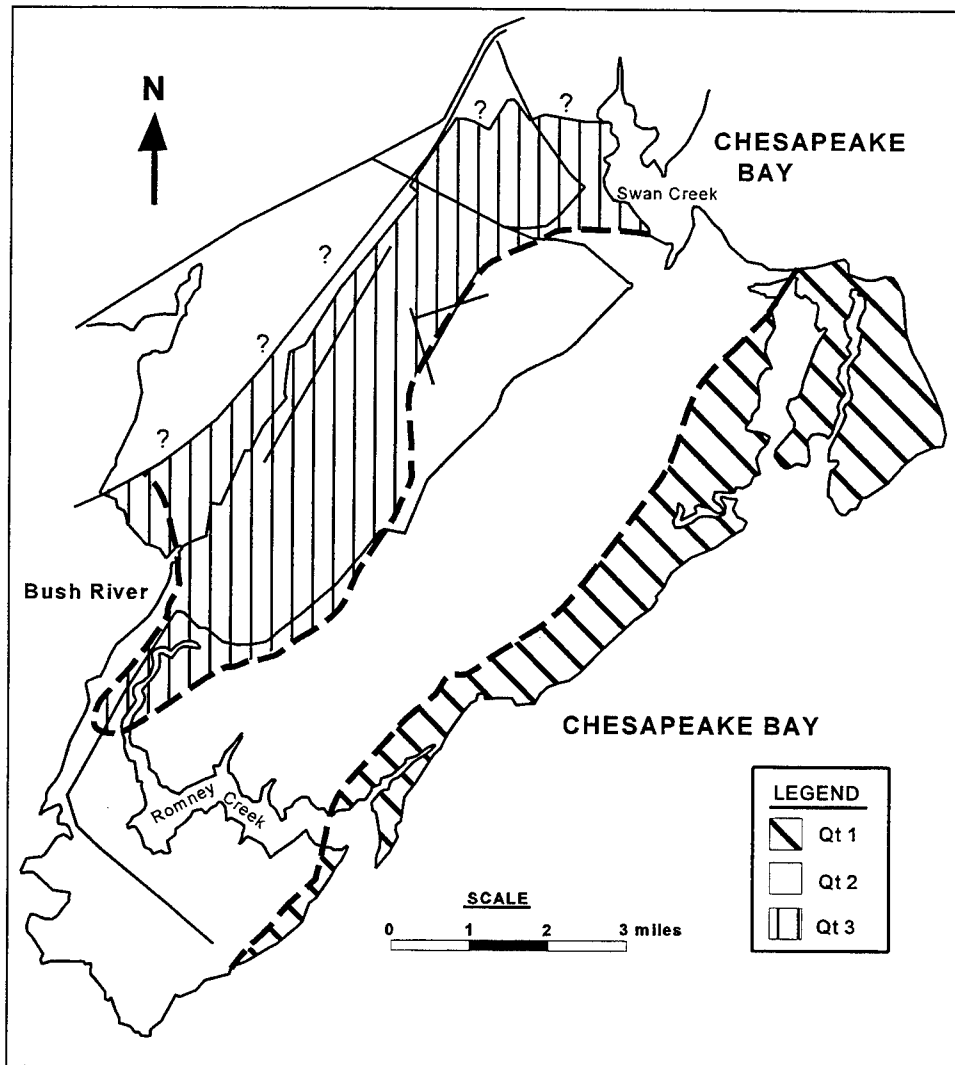 N
?
?
CHESAPEAKE
BAY
Swan Creek
?
?
?
Bush River
CHESAPEAKE BAY
Romney Creek
LEGEND
Qt 1
Qt 2
Qt 3
SCALE
0 1 2 3 miles